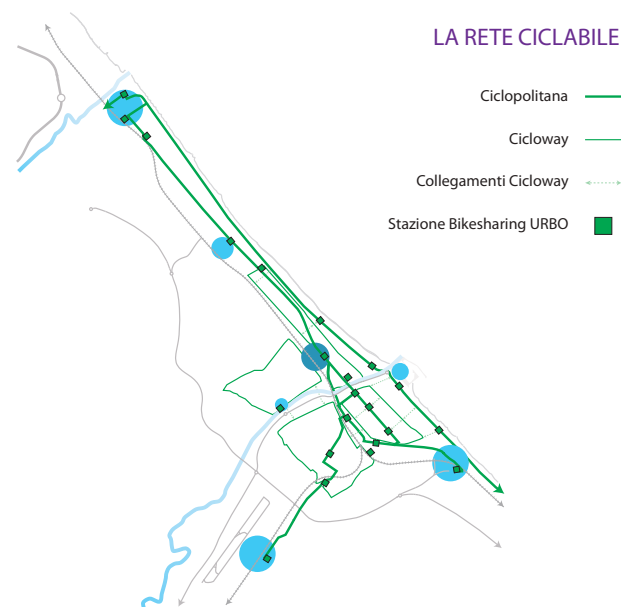 LA RETE CICLABILE
Ciclopolitana
Cicloway
Collegamenti Cicloway
Stazione Bikesharing URBO